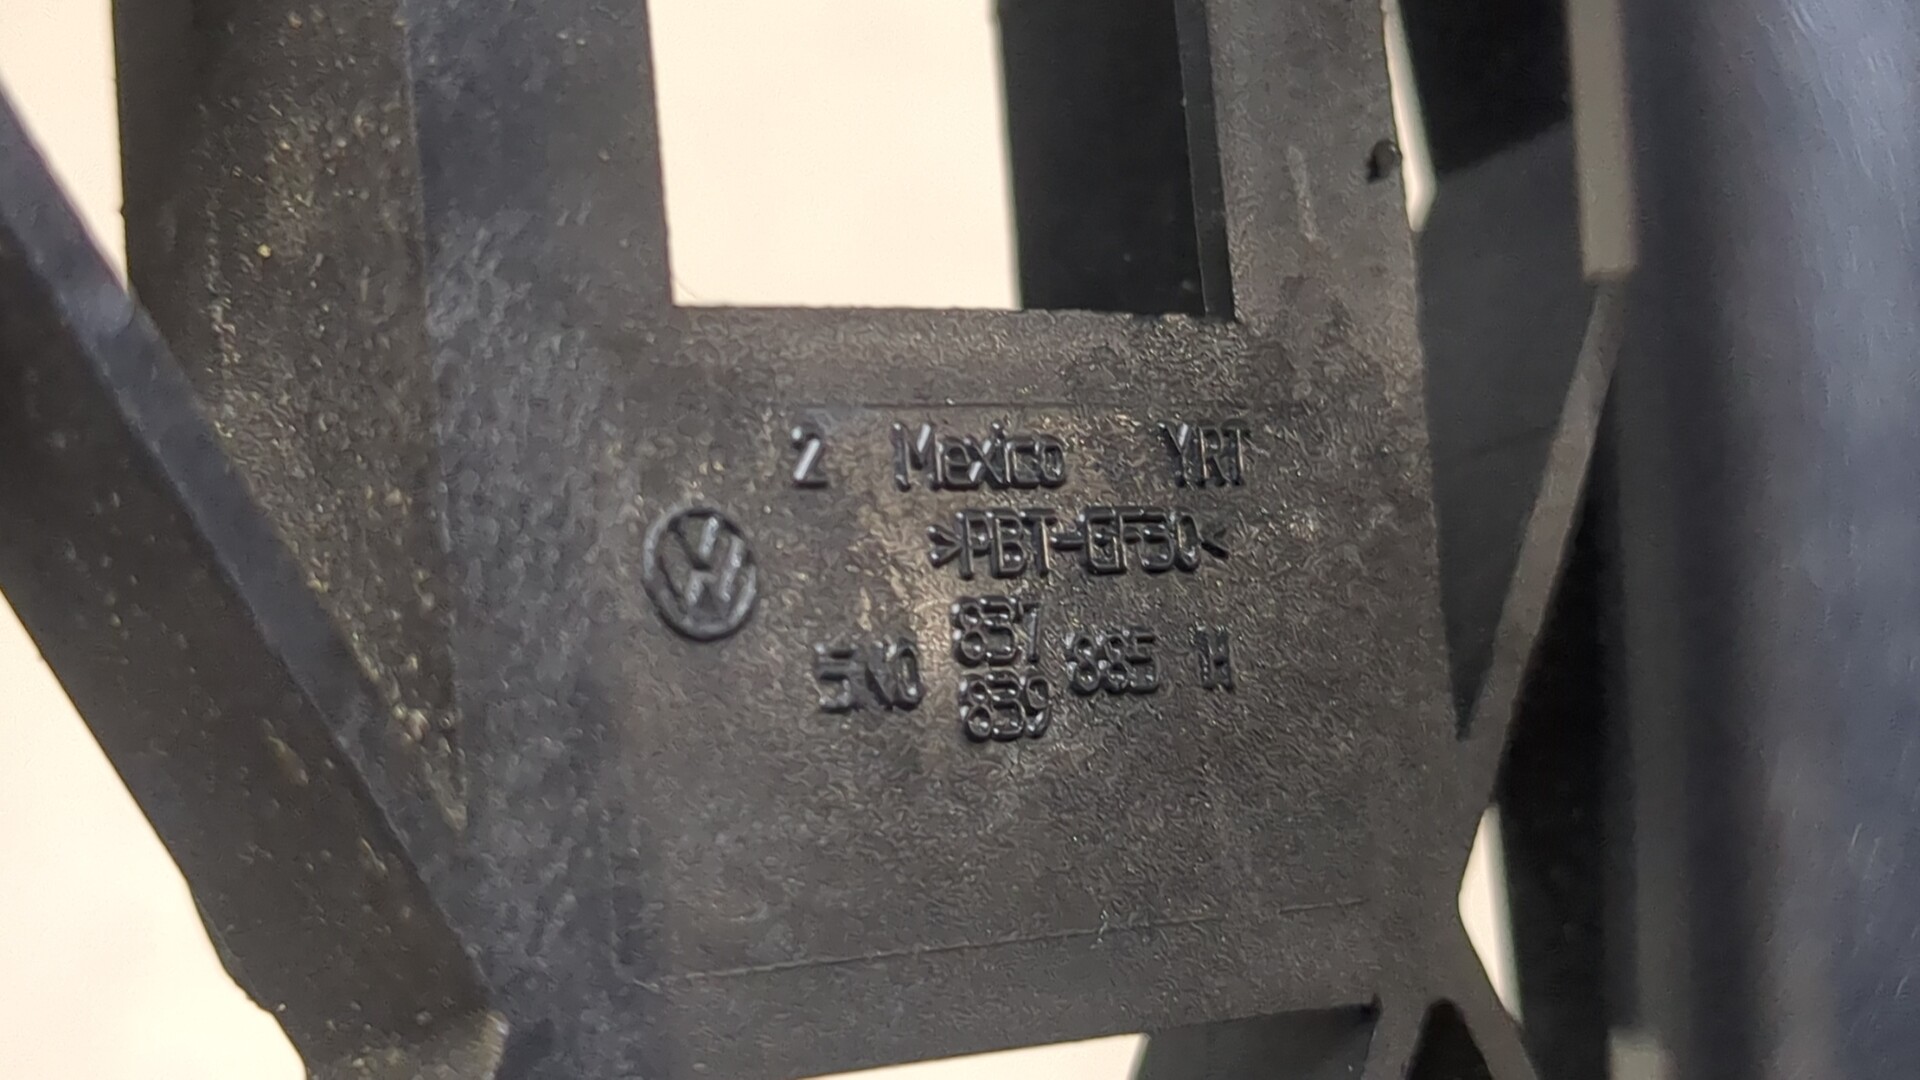 2 Mexico YRT
>PBT-GF50<
837
5N0 885 H
839